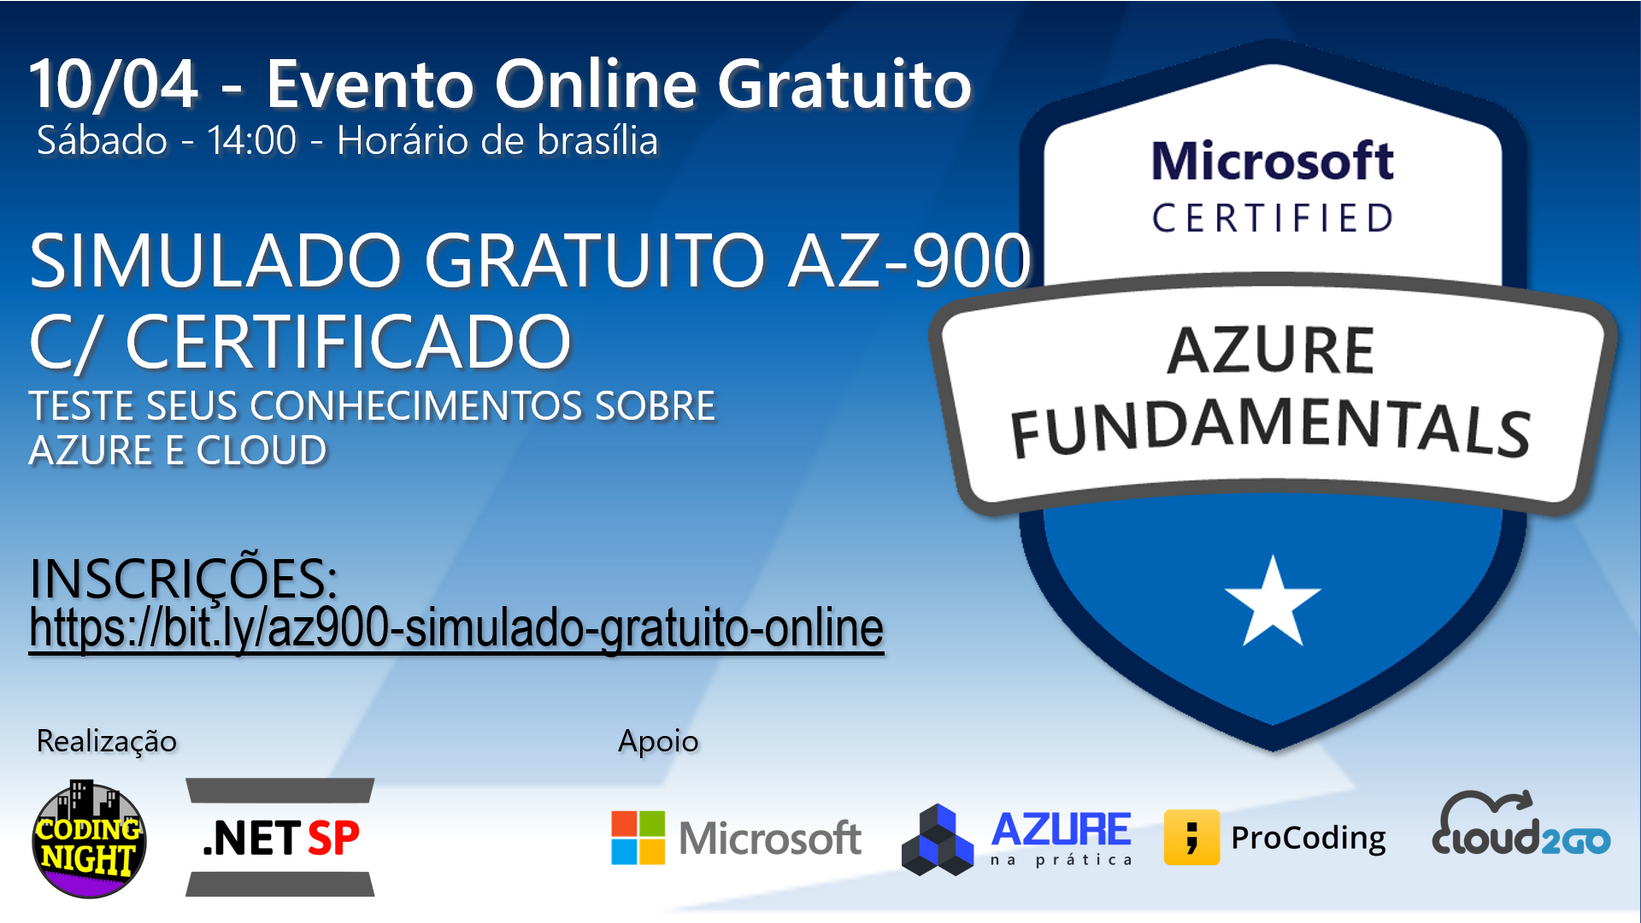 10/04 - Evento Online Gratuito
Sábado - 14:00 - Horário de brasília
SIMULADO GRATUITO AZ-900
C/ CERTIFICADO
TESTE SEUS CONHECIMENTOS SOBRE
AZURE E CLOUD
INSCRIÇÕES:
https://bit.ly/az900-simulado-gratuito-online
Microsoft
CERTIFIED
AZURE
FUNDAMENTALS
Realização
Apoio
CODING
NIGHT
.NET SP
Microsoft
AZURE
na prática
; ProCoding
cloud2GO